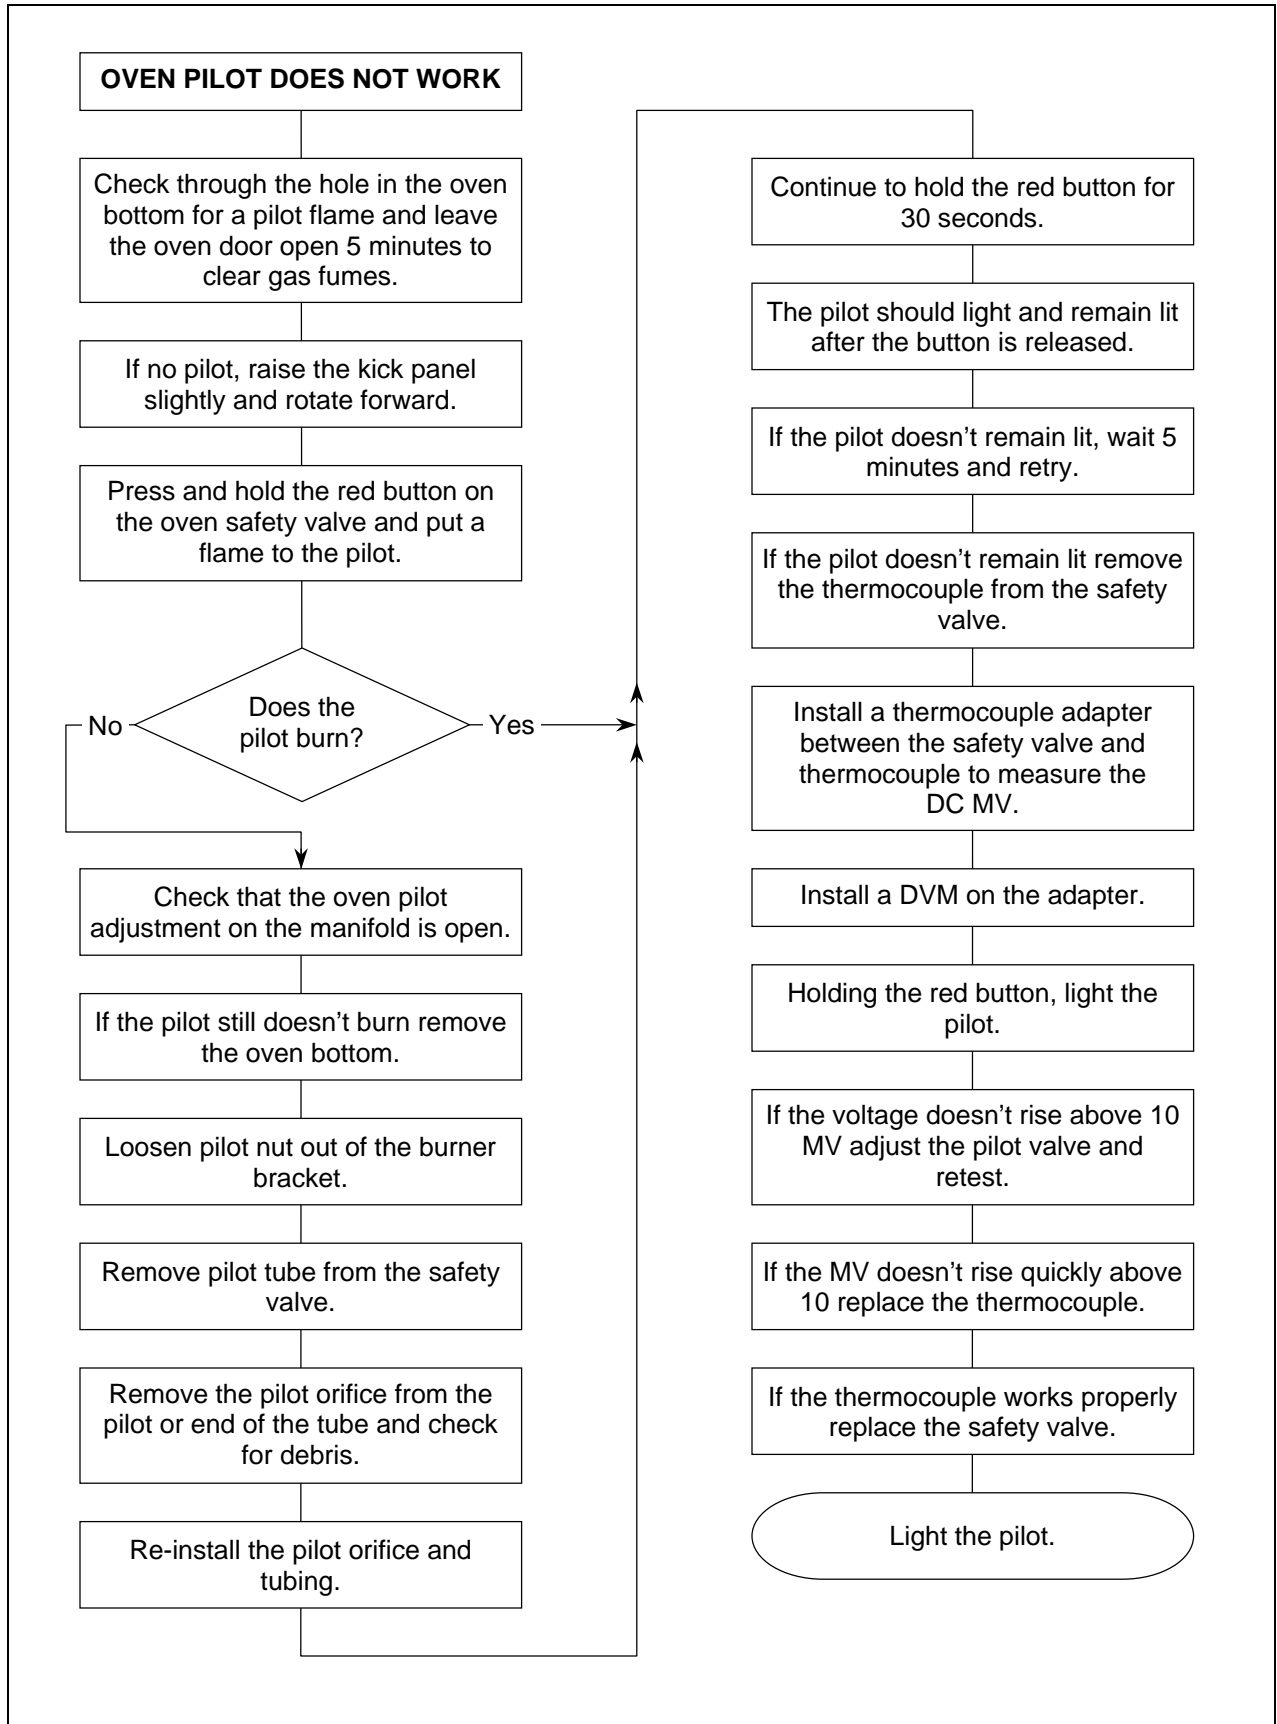 OVEN PILOT DOES NOT WORK
Check through the hole in the oven
bottom for a pilot flame and leave
the oven door open 5 minutes to
clear gas fumes.
If no pilot, raise the kick panel
slightly and rotate forward.
Press and hold the red button on
the oven safety valve and put a
flame to the pilot.
Does the
pilot burn?
No
Yes
Check that the oven pilot
adjustment on the manifold is open.
If the pilot still doesn't burn remove
the oven bottom.
Loosen pilot nut out of the burner
bracket.
Remove pilot tube from the safety
valve.
Remove the pilot orifice from the
pilot or end of the tube and check
for debris.
Re-install the pilot orifice and
tubing.
Continue to hold the red button for
30 seconds.
The pilot should light and remain lit
after the button is released.
If the pilot doesn't remain lit, wait 5
minutes and retry.
If the pilot doesn't remain lit remove
the thermocouple from the safety
valve.
Install a thermocouple adapter
between the safety valve and
thermocouple to measure the
DC MV.
Install a DVM on the adapter.
Holding the red button, light the
pilot.
If the voltage doesn't rise above 10
MV adjust the pilot valve and
retest.
If the MV doesn't rise quickly above
10 replace the thermocouple.
If the thermocouple works properly
replace the safety valve.
Light the pilot.